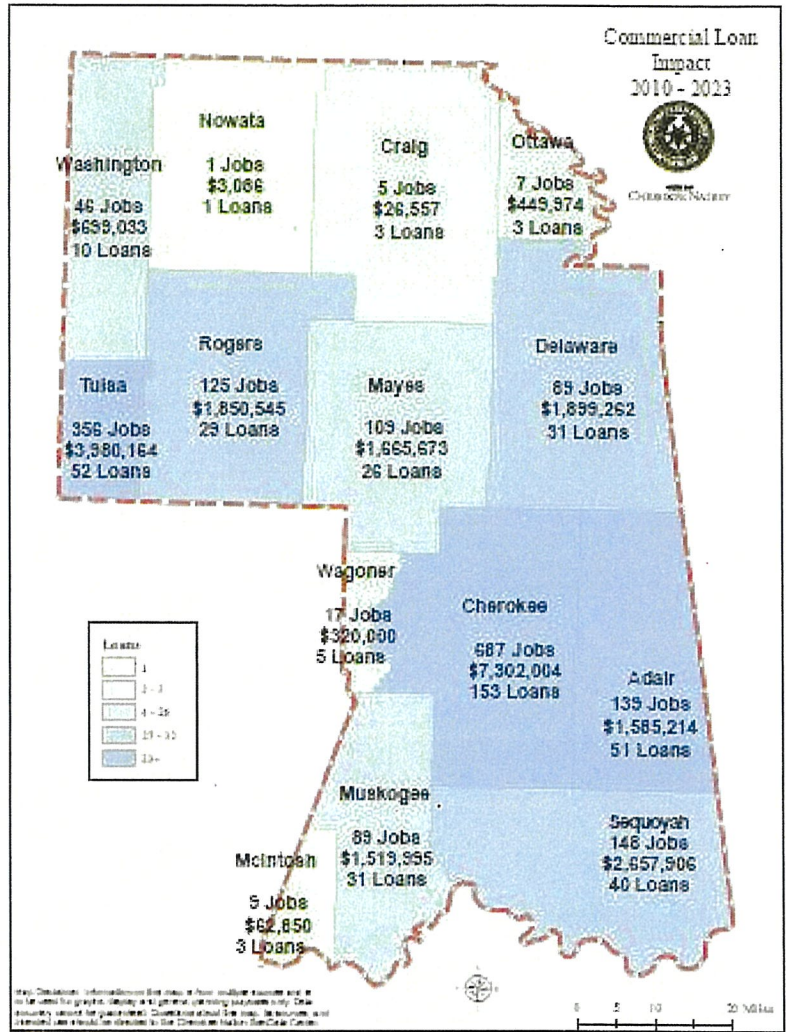 Commercial Loan
Impact
2010 - 2023
CHEROKEE NATION
Nowata
1 Jobs
$3,066
1 Loans
Craig
5 Jobs
$26,557
3 Loans
Ottawa
7 Jobs
$449,974
3 Loans
Washington
46 Jobs
$699,033
10 Loans
Rogers
125 Jobs
$1,850,545
29 Loans
Delaware
89 Jobs
$1,899,262
31 Loans
Tulsa
356 Jobs
$3,980,164
52 Loans
Mayes
109 Jobs
$1,665,673
26 Loans
Wagoner
17 Jobs
$320,000
5 Loans
Cherokee
687 Jobs
$7,302,004
153 Loans
Adair
139 Jobs
$1,585,214
51 Loans
Loans
1
Muskogee
89 Jobs
$1,519,995
31 Loans
Sequoyah
148 Jobs
$2,657,906
40 Loans
McIntosh
9 Jobs
$62,850
3 Loans
0 5 10 20 Miles